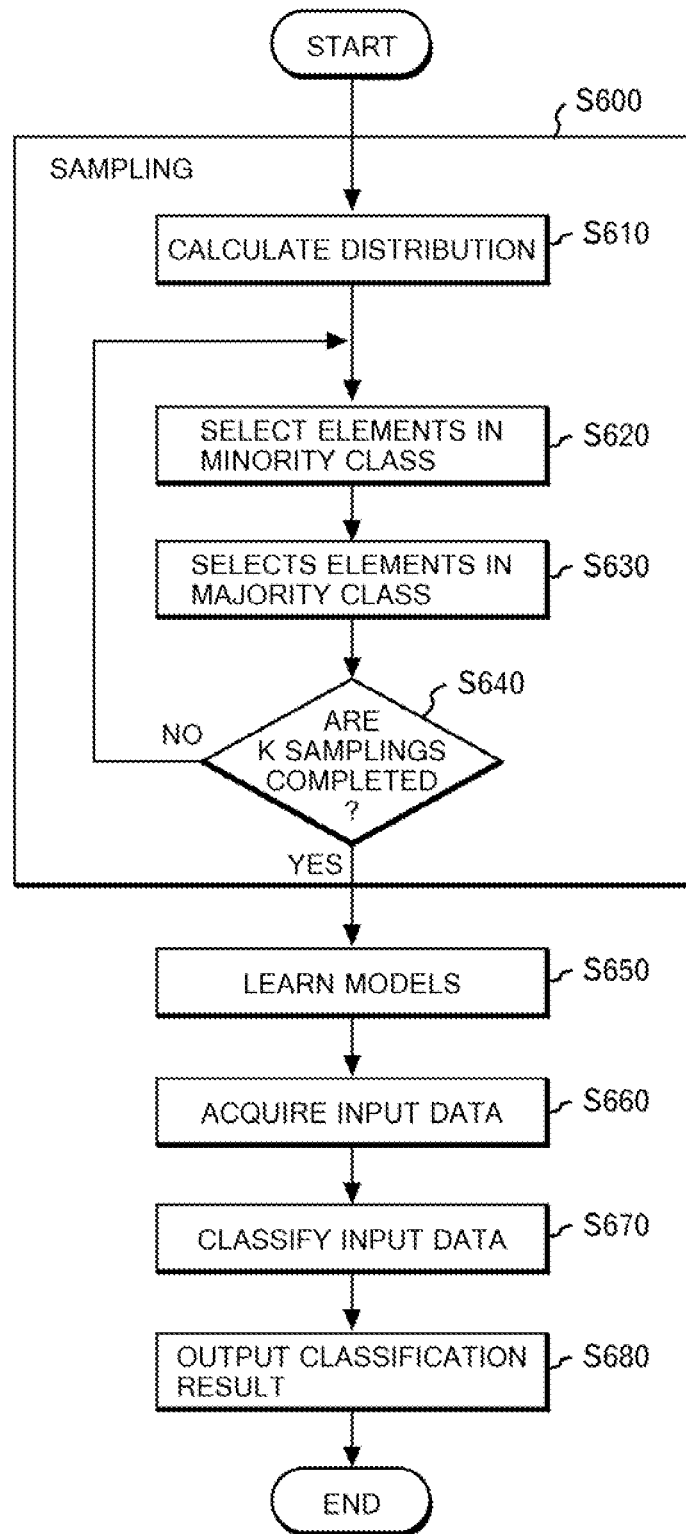 START
S600
SAMPLING
CALCULATE DISTRIBUTION
S610
SELECT ELEMENTS IN
MINORITY CLASS
S620
SELECTS ELEMENTS IN
MAJORITY CLASS
S630
S640
ARE
K SAMPLINGS
COMPLETED
?
NO
YES
LEARN MODELS
S650
ACQUIRE INPUT DATA
S660
CLASSIFY INPUT DATA
S670
OUTPUT CLASSIFICATION
RESULT
S680
END